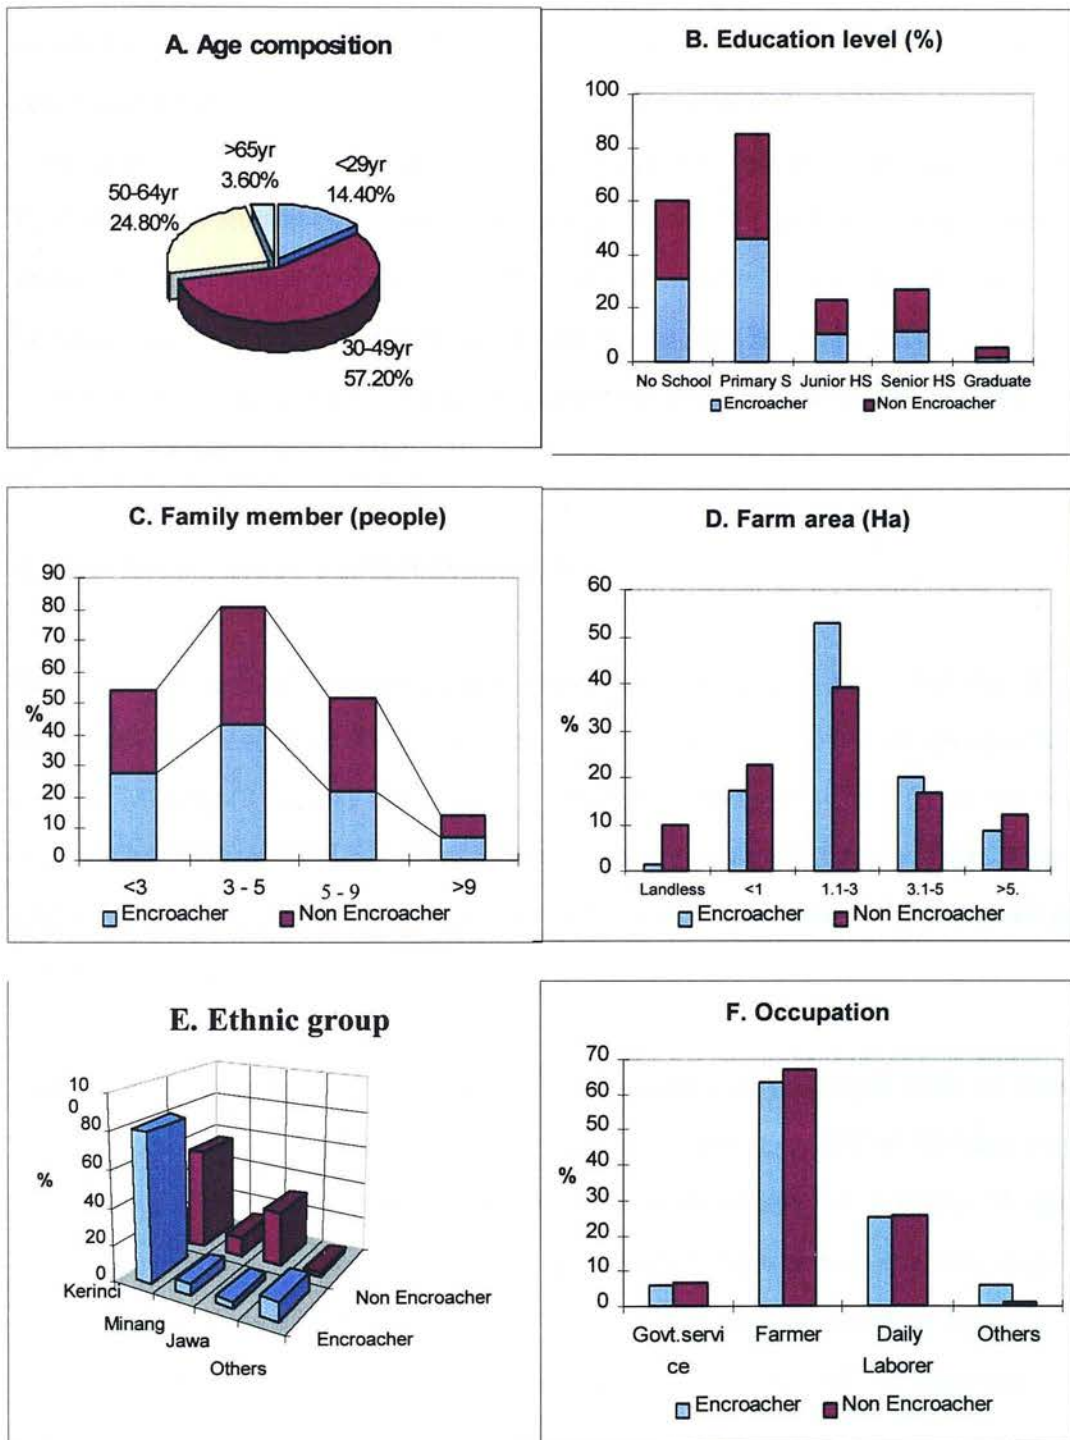 A. Age composition
>65yr
3.60%
<29yr
14.40%
50-64yr
24.80%
30-49yr
57.20%
B. Education level (%)
100
80
60
40
20
0
No School Primary S Junior HS Senior HS Graduate
Encroacher Non Encroacher
C. Family member (people)
90
80
70
60
50
%
40
30
20
10
0
<3 3 - 5 5 - 9 >9
Encroacher Non Encroacher
D. Farm area (Ha)
60
50
40
%
30
20
10
0
Landless <1 1.1-3 3.1-5 >5.
Encroacher Non Encroacher
E. Ethnic group
10
0
80
60
%
40
20
0
Kerinci
Minang
Jawa
Others
Non Encroacher
Encroacher
F. Occupation
70
60
50
40
%
30
20
10
0
Govt.servi Farmer Daily Others
ce Laborer
Encroacher Non Encroacher